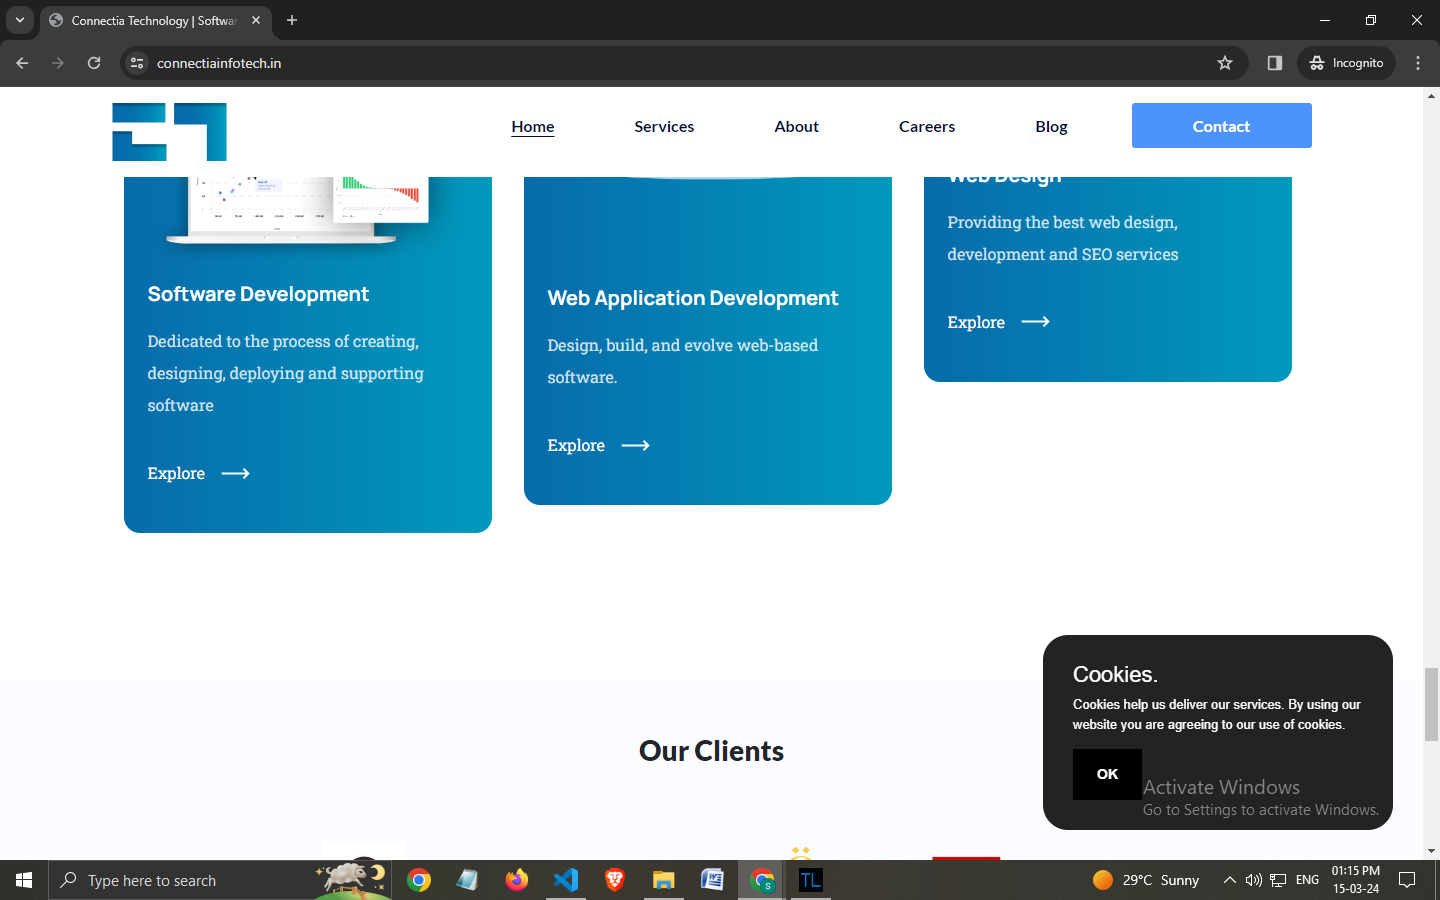 Connectia Technology | Softwar
connectiainfotech.in
Incognito
Home
Services
About
Careers
Blog
Contact
Software Development
Dedicated to the process of creating,
designing, deploying and supporting
software
Explore
Web Application Development
Design, build, and evolve web-based
software.
Explore
Web Design
Providing the best web design,
development and SEO services
Explore
Our Clients
Cookies.
Cookies help us deliver our services. By using our
website you are agreeing to our use of cookies.
OK
Activate Windows
Go to Settings to activate Windows.
Type here to search
S
TL
29°C Sunny
ENG
01:15 PM
15-03-24